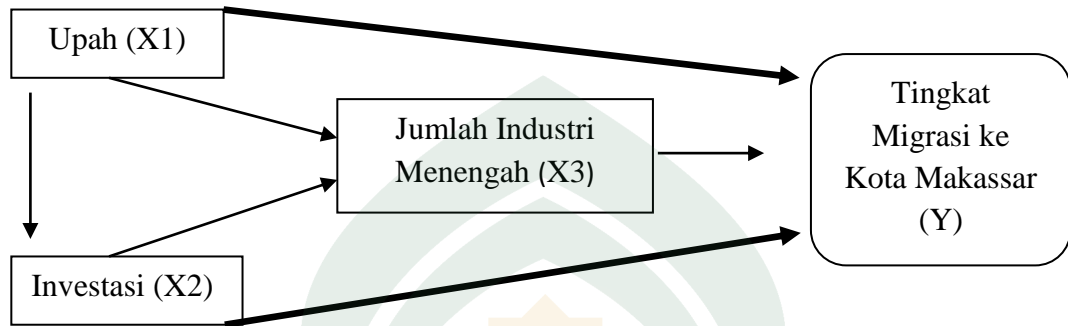 Upah (X1)
Jumlah Industri
Menengah (X3)
Investasi (X2)
Tingkat
Migrasi ke
Kota Makassar
(Y)